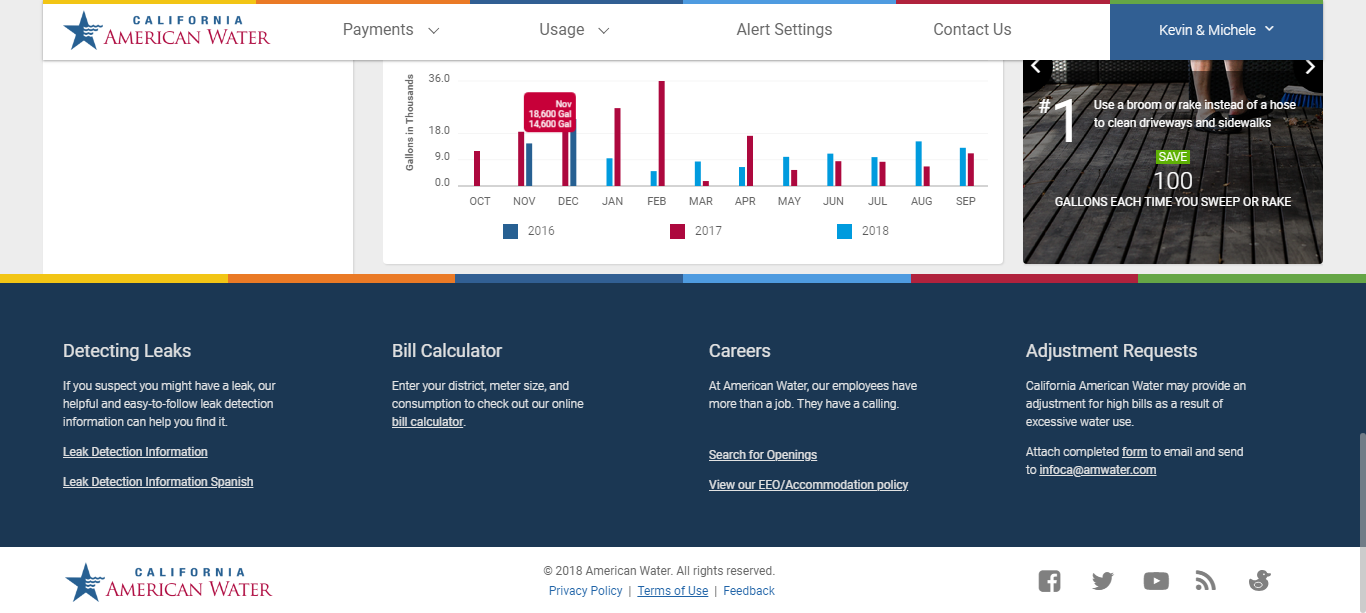 CALIFORNIA
AMERICAN WATER
Payments
Usage
Alert Settings
Contact Us
Kevin & Michele
Gallons in Thousands
36.0
18.0
9.0
0.0
Nov
18,600 Gal
14,600 Gal
OCT NOV DEC JAN FEB MAR APR MAY JUN JUL AUG SEP
2016 2017 2018
#1
Use a broom or rake instead of a hose
to clean driveways and sidewalks
SAVE
100
GALLONS EACH TIME YOU SWEEP OR RAKE
Detecting Leaks
If you suspect you might have a leak, our
helpful and easy-to-follow leak detection
information can help you find it.
Leak Detection Information
Leak Detection Information Spanish
Bill Calculator
Enter your district, meter size, and
consumption to check out our online
bill calculator.
Careers
At American Water, our employees have
more than a job. They have a calling.
Search for Openings
View our EEO/Accommodation policy
Adjustment Requests
California American Water may provide an
adjustment for high bills as a result of
excessive water use.
Attach completed form to email and send
to infoca@amwater.com
CALIFORNIA
AMERICAN WATER
© 2018 American Water. All rights reserved.
Privacy Policy | Terms of Use | Feedback